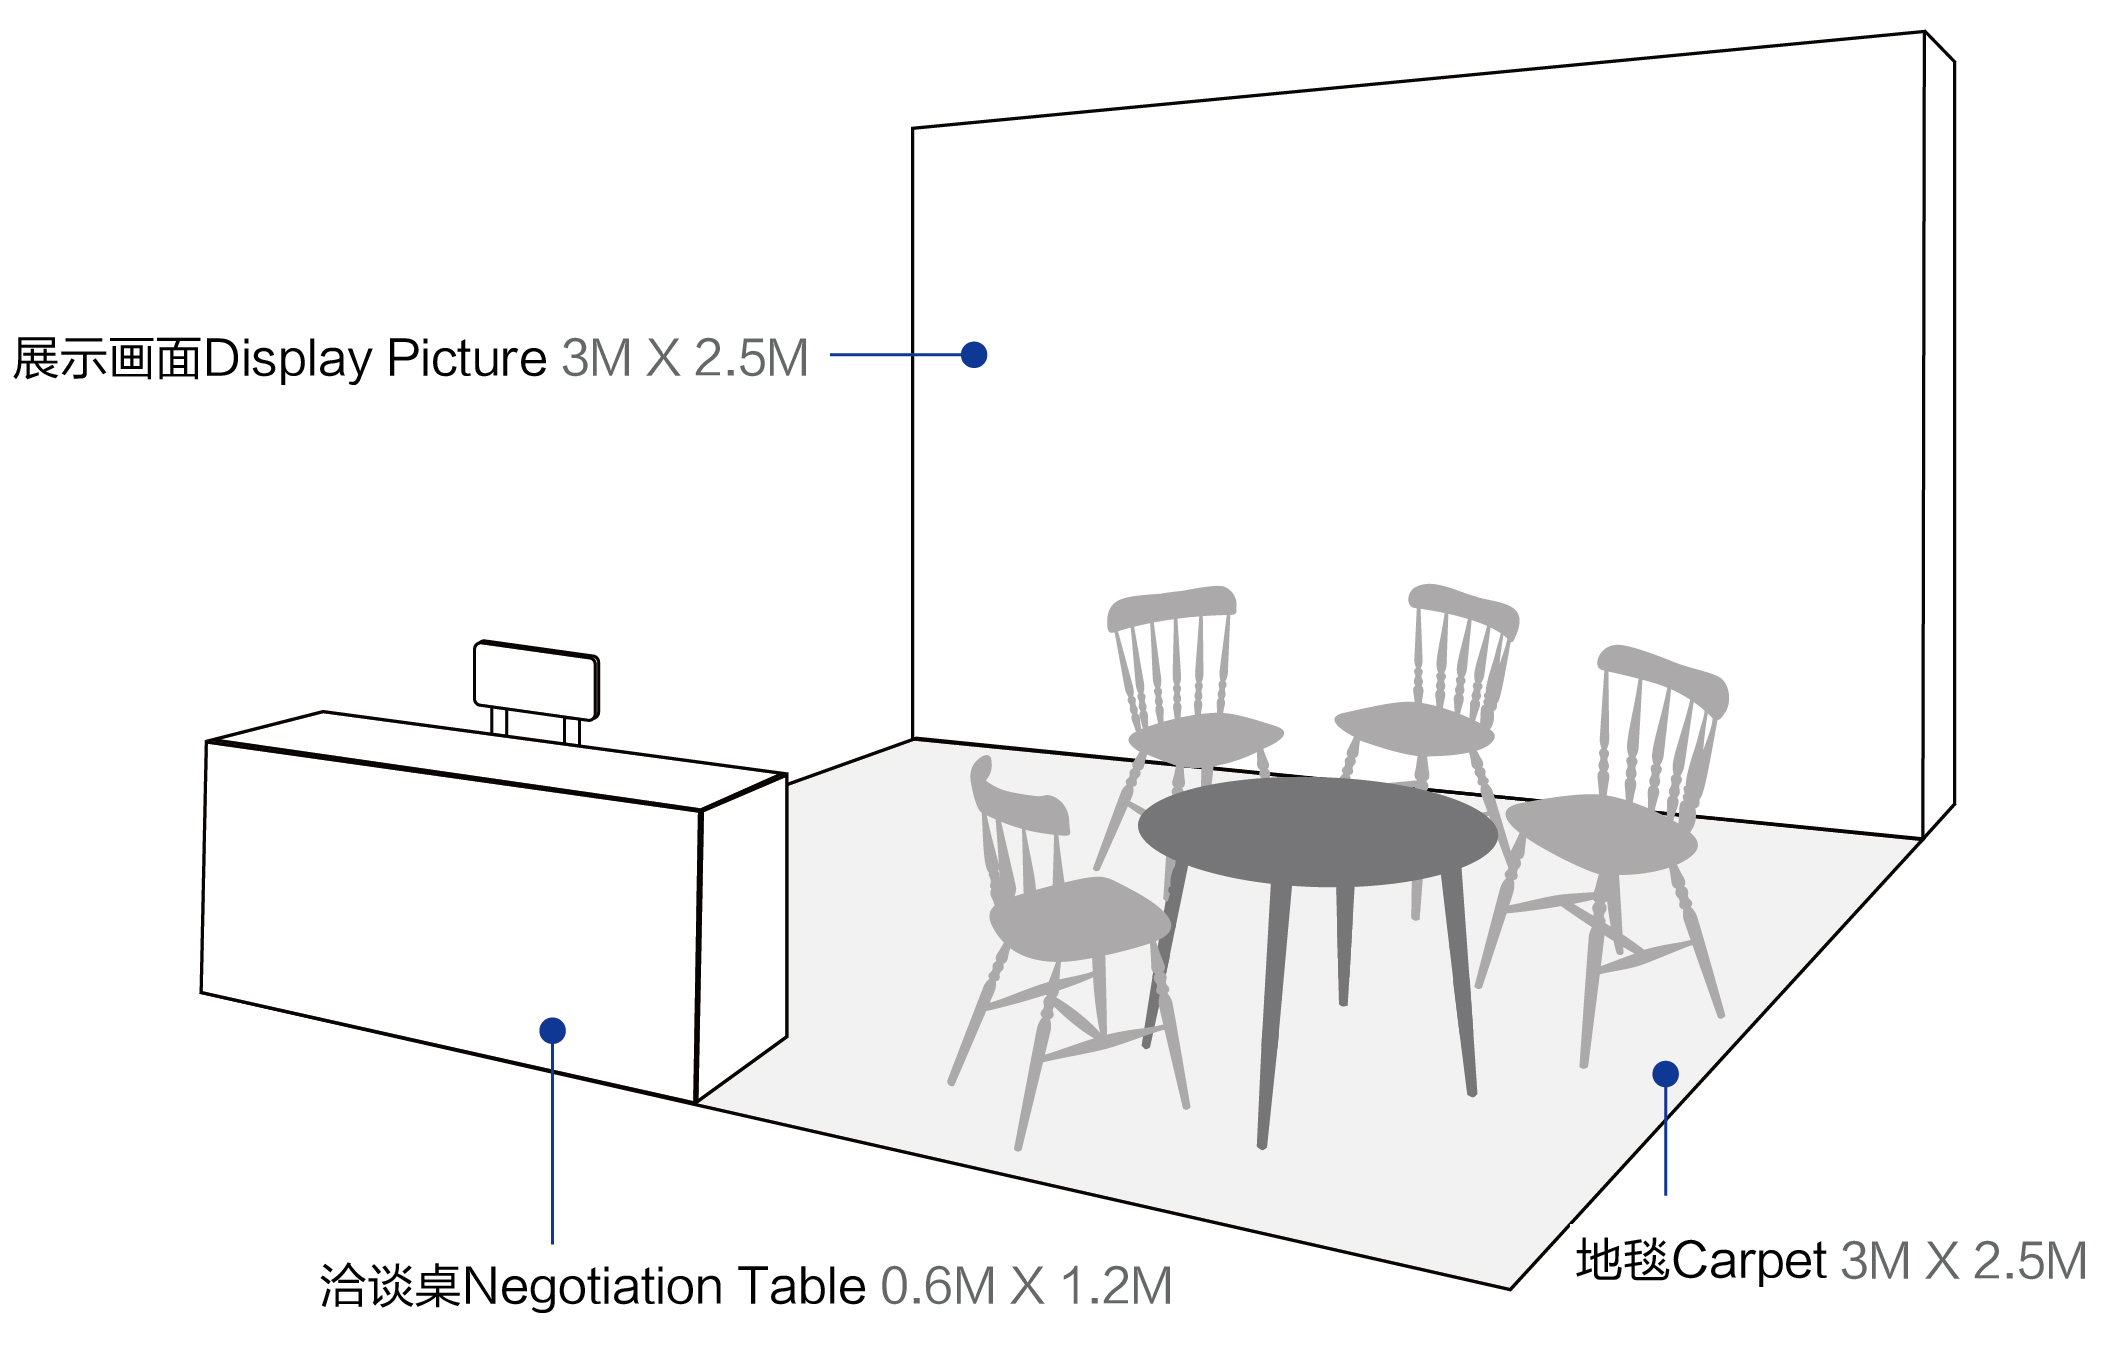 展示画面Display Picture 3M X 2.5M
地毯Carpet 3M X 2.5M
洽谈桌Negotiation Table 0.6M X 1.2M